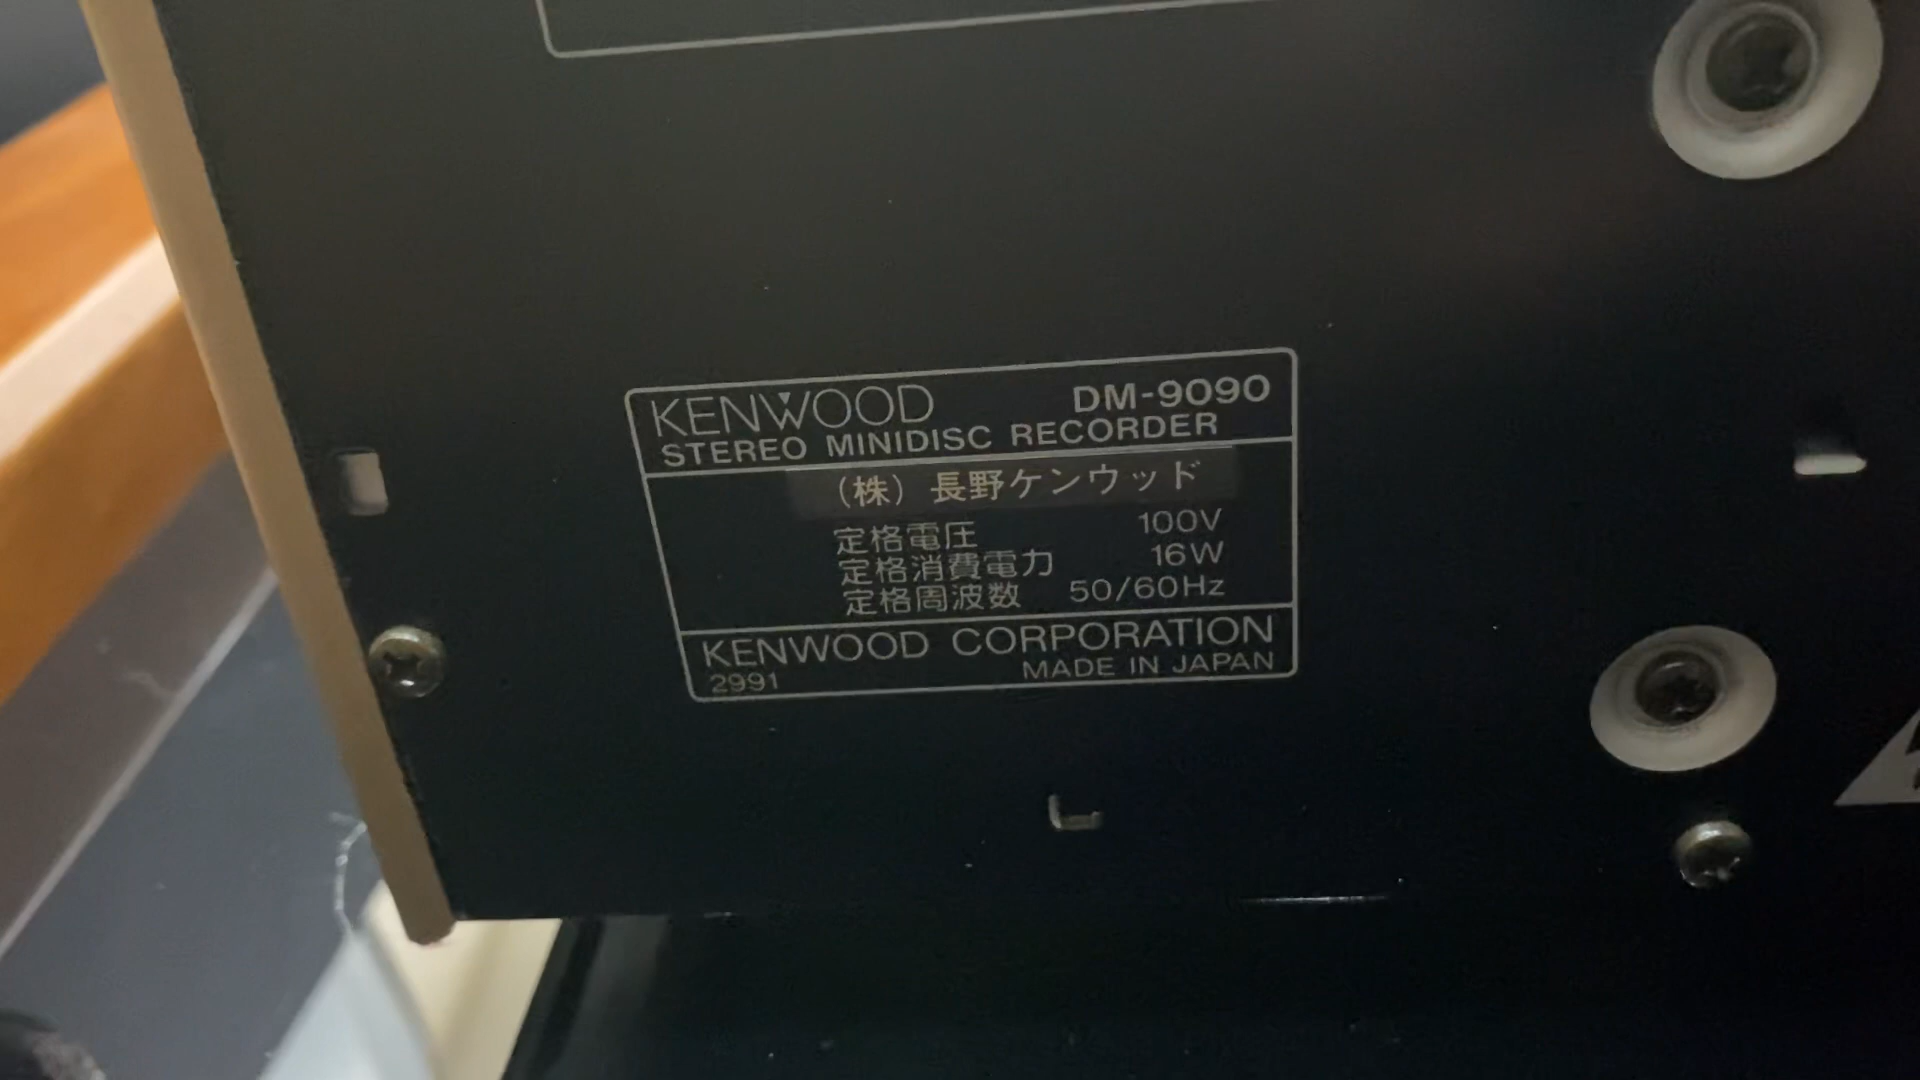 KENWOOD DM-9090
STEREO MINIDISC RECORDER
(株) 長野ケンウッド
定格電圧 100V
定格消費電力 16W
定格周波数 50/60Hz
KENWOOD CORPORATION
2991 MADE IN JAPAN